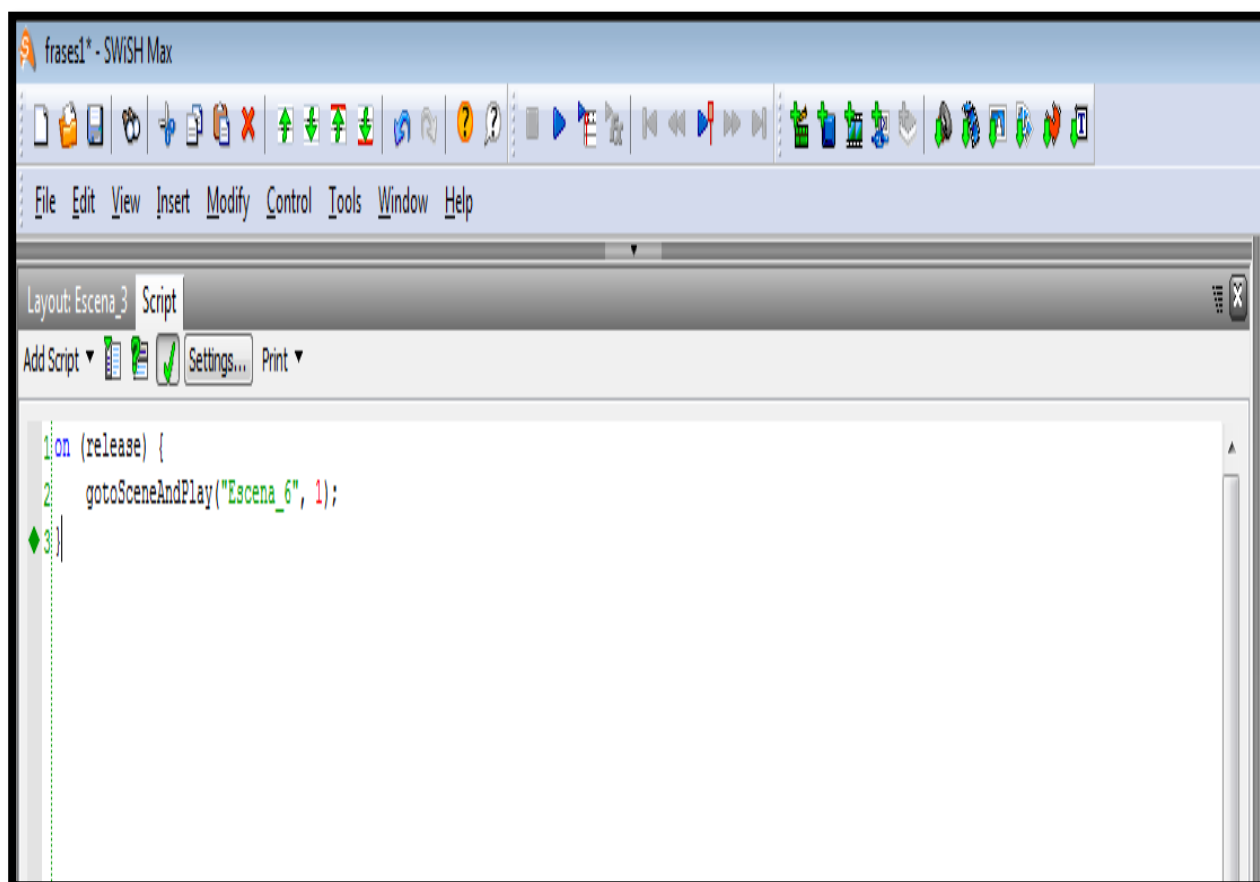 frases1* - SWiSH Max
File Edit View Insert Modify Control Tools Window Help
Layout: Escena_3 Script
Add Script Settings... Print
1 on (release) {
2 gotoSceneAndPlay("Escena_6", 1);
3 }